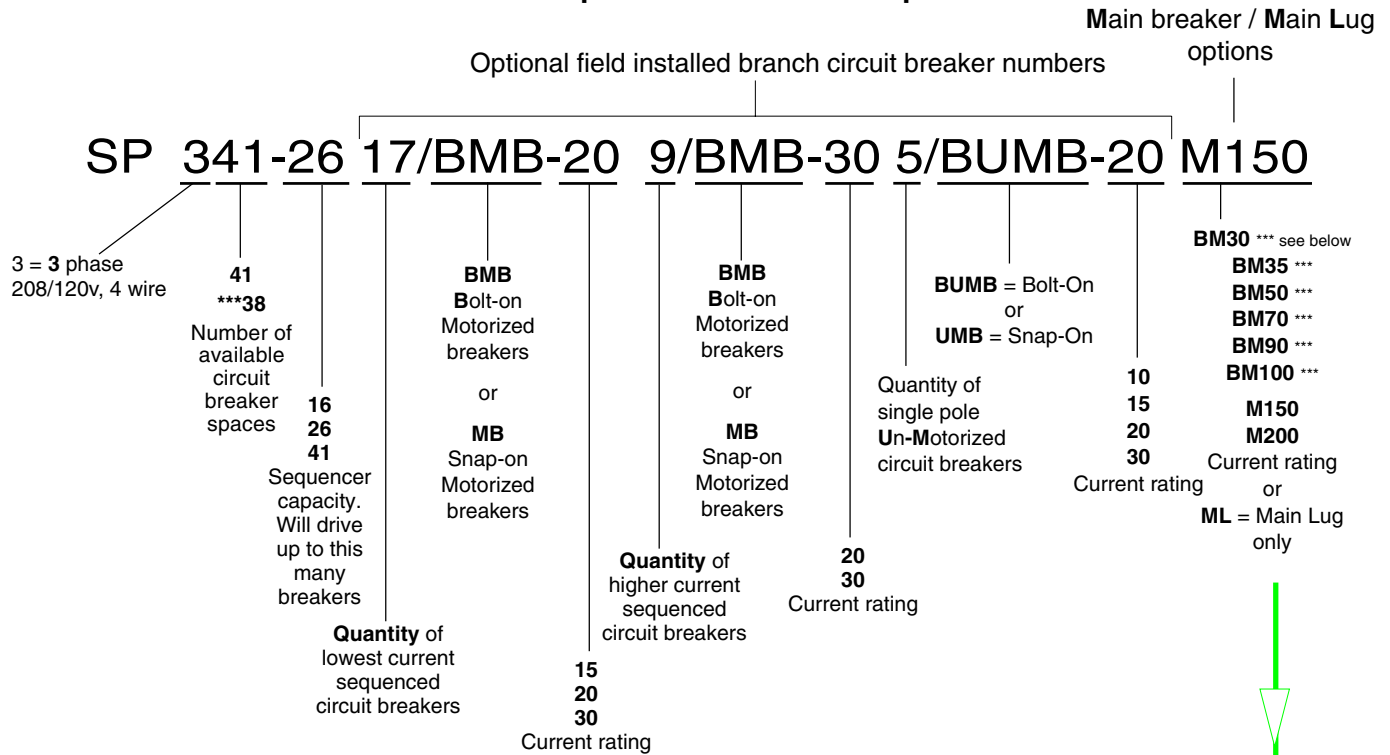 Main breaker / Main Lug
options
Optional field installed branch circuit breaker numbers
SP 341-26 17/BMB-20 9/BMB-30 5/BUMB-20 M150
3 = 3 phase
208/120v, 4 wire
41
***38
Number of
available
circuit
breaker
spaces
16
26
41
Sequencer
capacity.
Will drive
up to this
many
breakers
Quantity of
lowest current
sequenced
circuit breakers
BMB
Bolt-on
Motorized
breakers
or
MB
Snap-on
Motorized
breakers
15
20
30
Current rating
Quantity of
higher current
sequenced
circuit breakers
BMB
Bolt-on
Motorized
breakers
or
MB
Snap-on
Motorized
breakers
20
30
Current rating
Quantity of
single pole
Un-Motorized
circuit breakers
BUMB = Bolt-On
or
UMB = Snap-On
10
15
20
30
Current rating
BM30 *** see below
BM35 ***
BM50 ***
BM70 ***
BM90 ***
BM100 ***
M150
M200
Current rating
or
ML = Main Lug
only